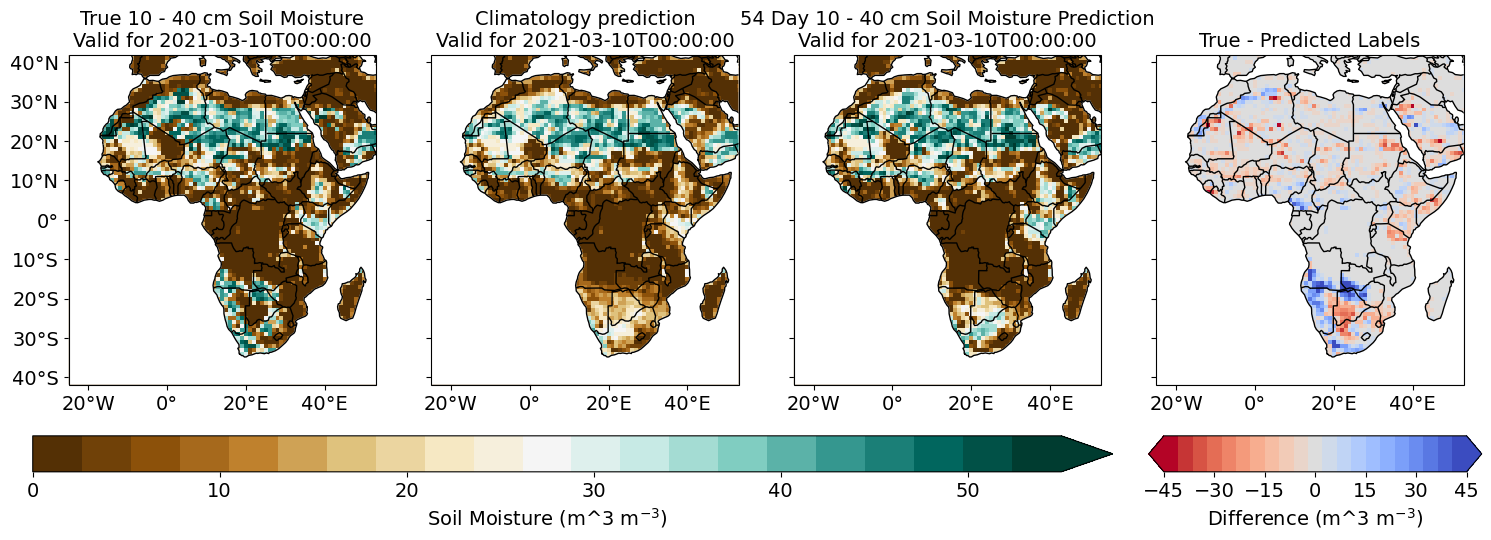 True 10 - 40 cm Soil Moisture
Valid for 2021-03-10T00:00:00
Climatology prediction
Valid for 2021-03-10T00:00:00
54 Day 10 - 40 cm Soil Moisture Prediction
Valid for 2021-03-10T00:00:00
True - Predicted Labels
40°N
30°N
20°N
10°N
0°
10°S
20°S
30°S
40°S
20°W 0° 20°E 40°E
20°W 0° 20°E 40°E
20°W 0° 20°E 40°E
20°W 0° 20°E 40°E
0 10 20 30 40 50
Soil Moisture (m^3 m⁻³)
−45 −30 −15 0 15 30 45
Difference (m^3 m⁻³)